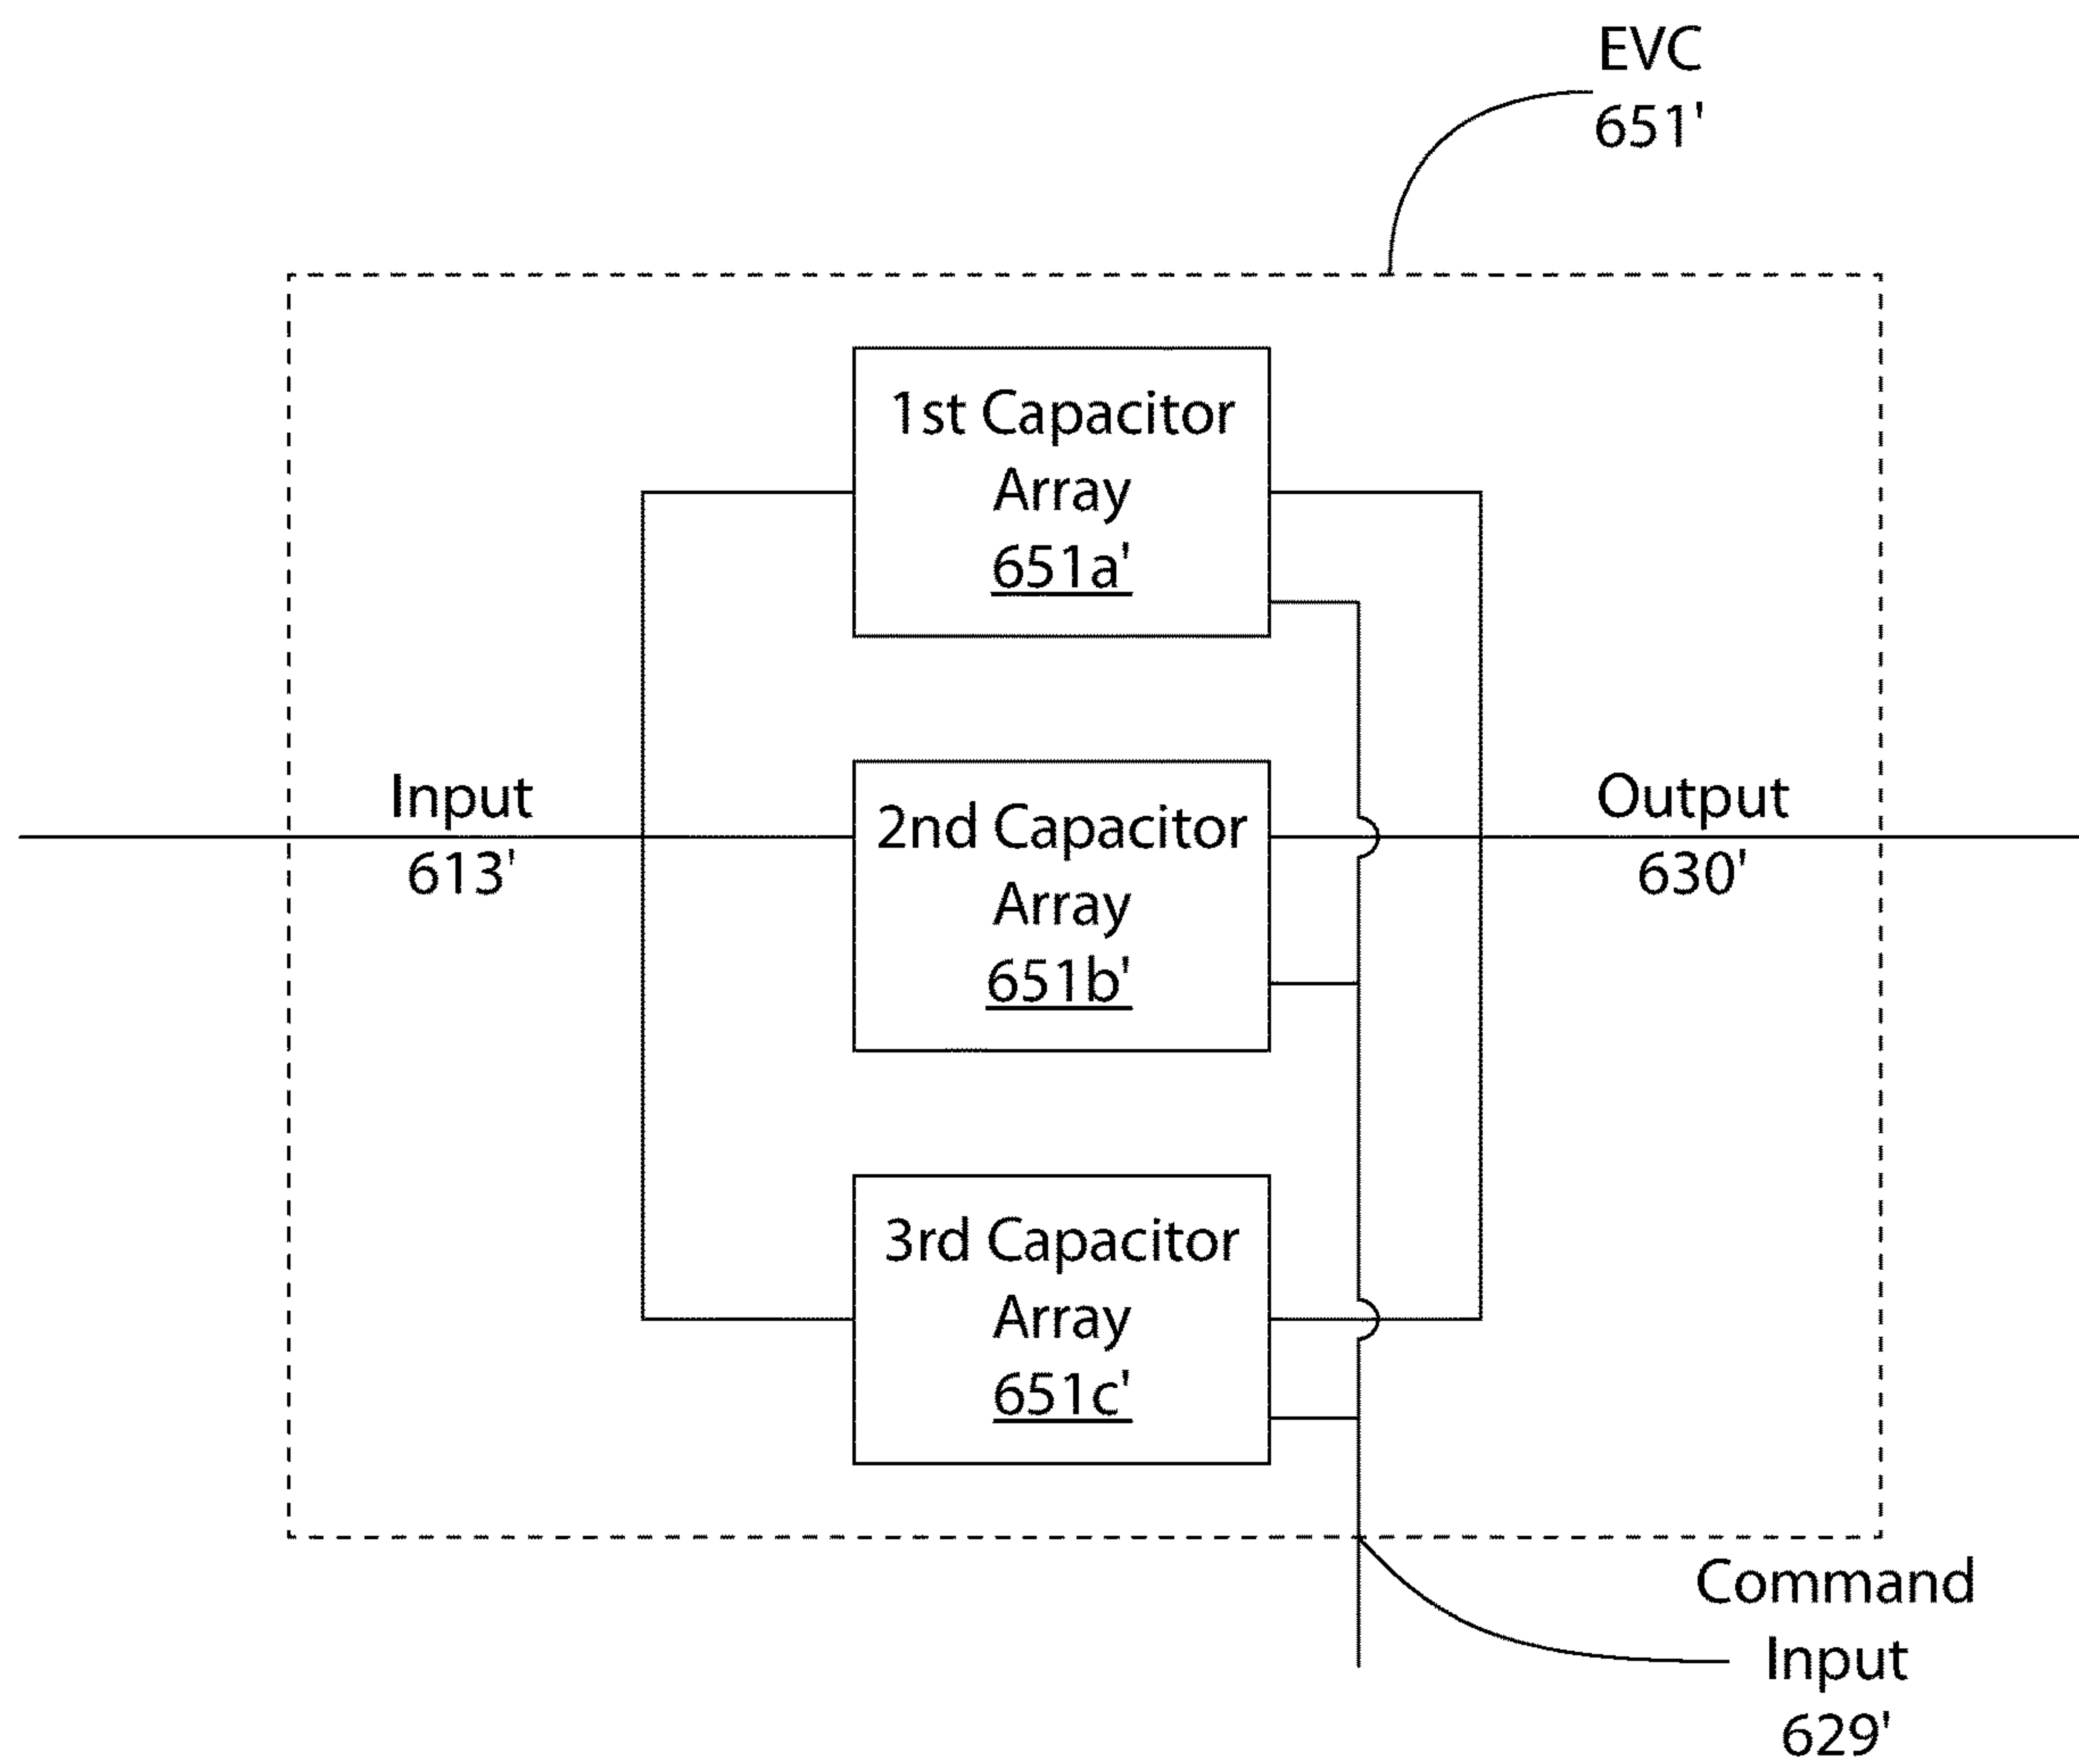 EVC
651'
1st Capacitor
Array
651a'
Input
613'
2nd Capacitor
Array
651b'
Output
630'
3rd Capacitor
Array
651c'
Command
Input
629'